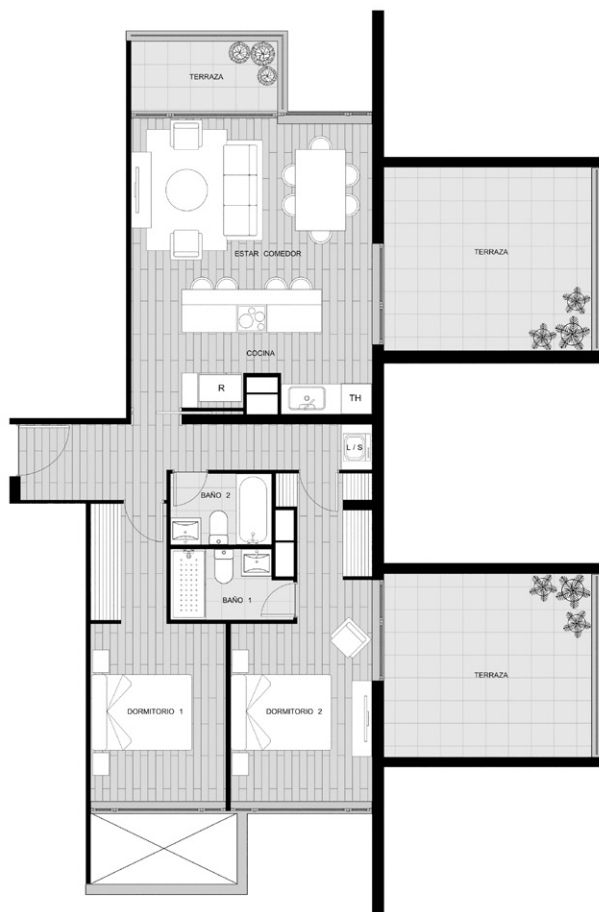 TERRAZA
ESTAR COMEDOR
TERRAZA
COCINA
R
TH
L / S
BAÑO 2
BAÑO 1
TERRAZA
DORMITORIO 1
DORMITORIO 2